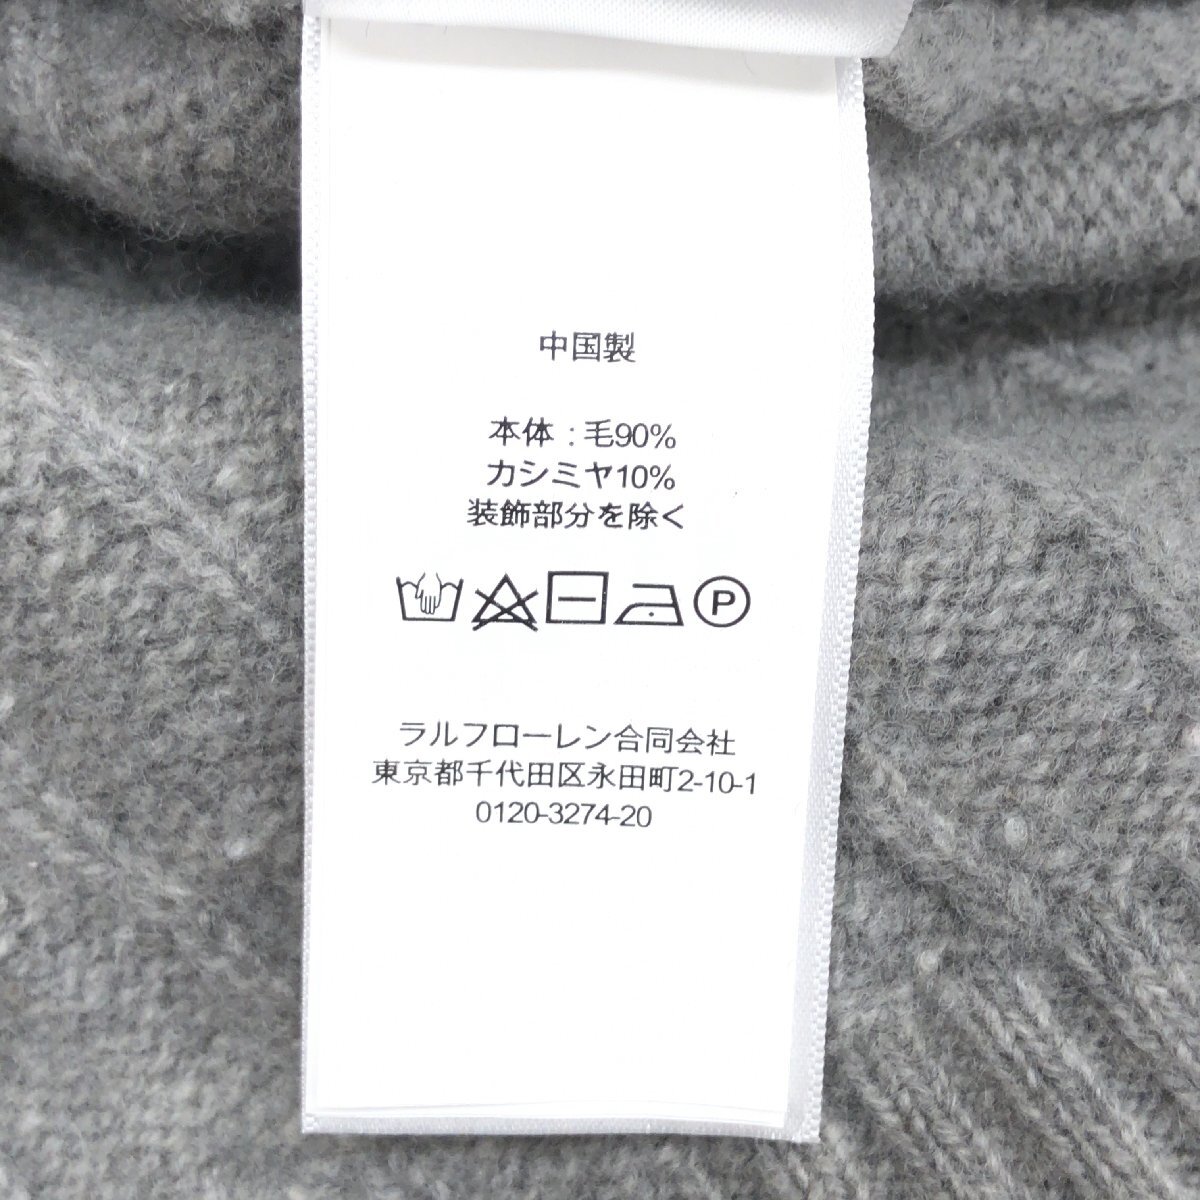 中国製
本体 : 毛90%
カシミヤ10%
装飾部分を除く
P
ラルフローレン合同会社
東京都千代田区永田町2-10-1
0120-3274-20